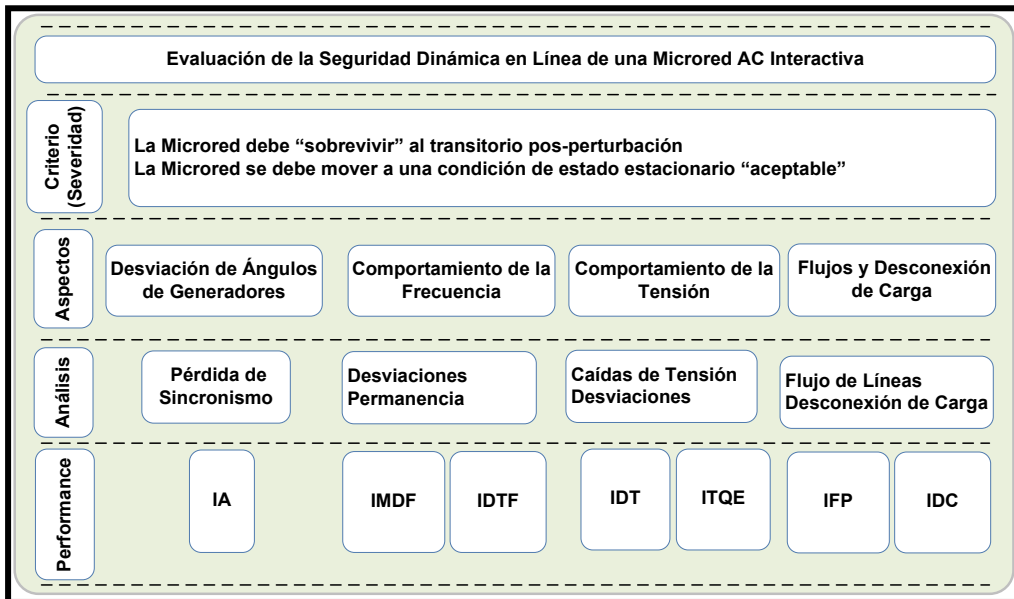 Evaluación de la Seguridad Dinámica en Línea de una Microred AC Interactiva
Criterio
(Severidad)
La Microred debe “sobrevivir” al transitorio pos-perturbación
La Microred se debe mover a una condición de estado estacionario “aceptable”
Aspectos
Desviación de Ángulos
de Generadores
Comportamiento de la
Frecuencia
Comportamiento de la
Tensión
Flujos y Desconexión
de Carga
Análisis
Pérdida de
Sincronismo
Desviaciones
Permanencia
Caídas de Tensión
Desviaciones
Flujo de Líneas
Desconexión de Carga
Performance
IA
IMDF
IDTF
IDT
ITQE
IFP
IDC